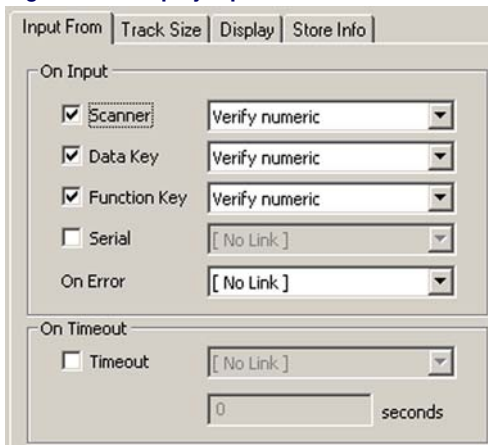 Input From Track Size Display Store Info
On Input
Scanner Verify numeric
Data Key Verify numeric
Function Key Verify numeric
Serial [ No Link ]
On Error [ No Link ]
On Timeout
Timeout [ No Link ]
0 seconds